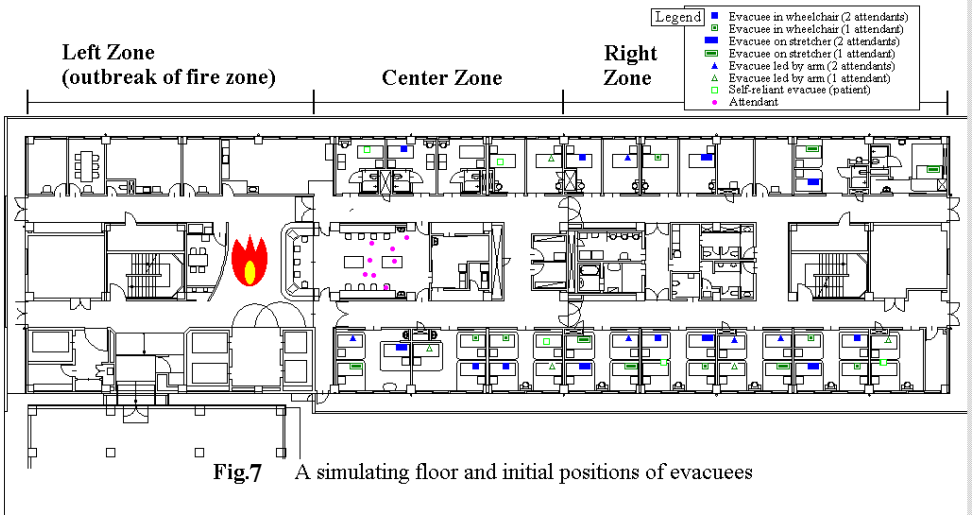 Legend
Evacuee in wheelchair (2 attendants)
Evacuee in wheelchair (1 attendant)
Evacuee on stretcher (2 attendants)
Evacuee on stretcher (1 attendant)
Evacuee led by arm (2 attendants)
Evacuee led by arm (1 attendant)
Self-reliant evacuee (patient)
Attendant
Left Zone
(outbreak of fire zone)
Center Zone
Right
Zone
Fig.7 A simulating floor and initial positions of evacuees